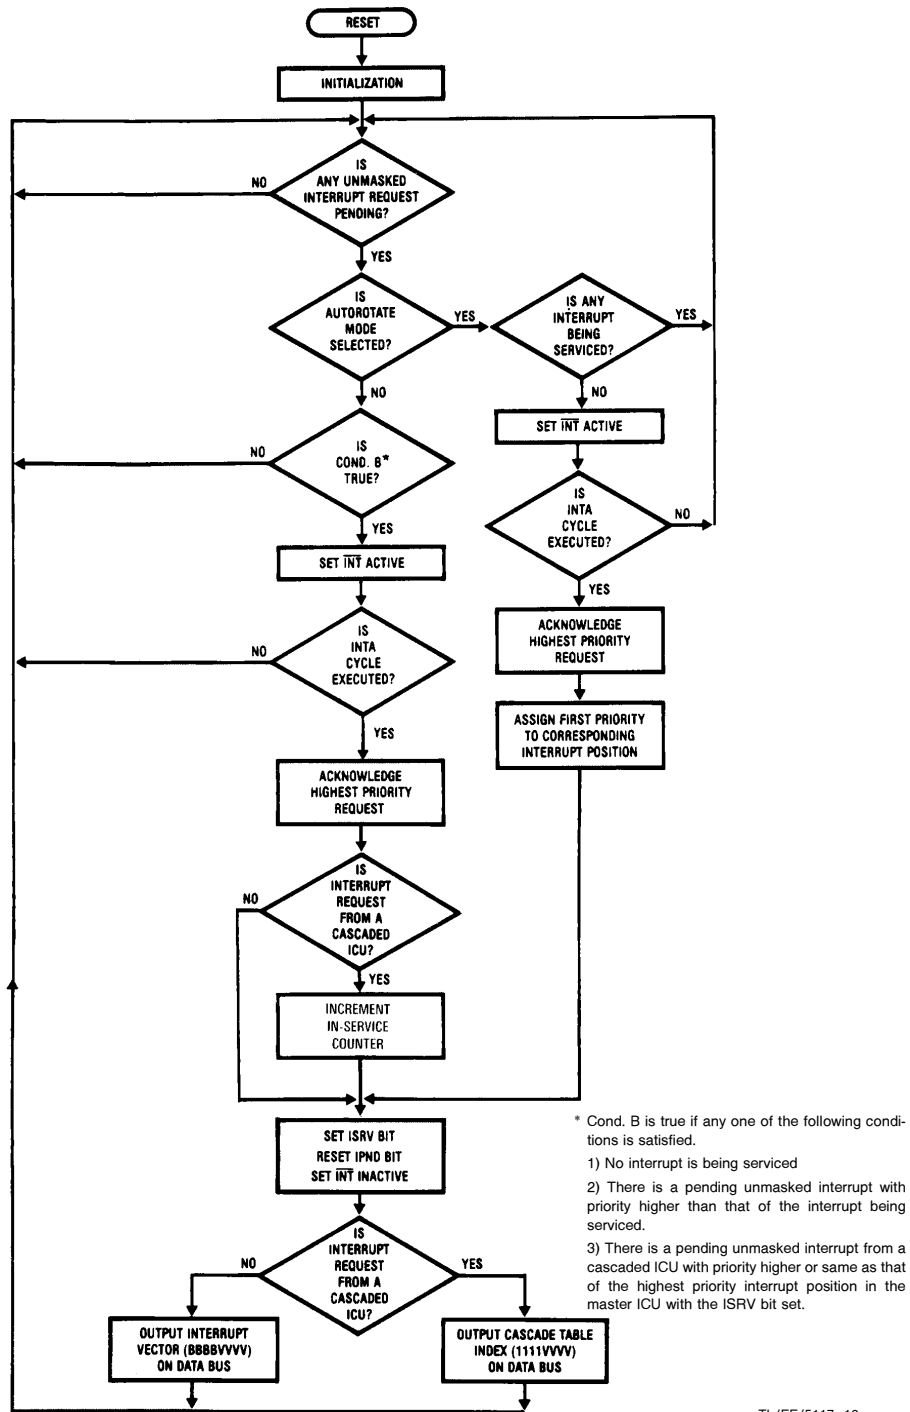 RESET
INITIALIZATION
IS
ANY UNMASKED
INTERRUPT REQUEST
PENDING?
NO
YES
IS
AUTOROTATE
MODE
SELECTED?
YES
NO
IS ANY
INTERRUPT
BEING
SERVICED?
YES
NO
IS
COND. B*
TRUE?
NO
YES
SET INT ACTIVE
SET INT ACTIVE
IS
INTA
CYCLE
EXECUTED?
NO
YES
IS
INTA
CYCLE
EXECUTED?
NO
YES
ACKNOWLEDGE
HIGHEST PRIORITY
REQUEST
ASSIGN FIRST PRIORITY
TO CORRESPONDING
INTERRUPT POSITION
ACKNOWLEDGE
HIGHEST PRIORITY
REQUEST
IS
INTERRUPT
REQUEST
FROM A
CASCADED
ICU?
NO
YES
INCREMENT
IN-SERVICE
COUNTER
SET ISRV BIT
RESET IPND BIT
SET INT INACTIVE
IS
INTERRUPT
REQUEST
FROM A
CASCADED
ICU?
NO
YES
OUTPUT INTERRUPT
VECTOR (BBBBVVVV)
ON DATA BUS
OUTPUT CASCADE TABLE
INDEX (1111VVVV)
ON DATA BUS
* Cond. B is true if any one of the following condi-
tions is satisfied.
1) No interrupt is being serviced
2) There is a pending unmasked interrupt with
priority higher than that of the interrupt being
serviced.
3) There is a pending unmasked interrupt from a
cascaded ICU with priority higher or same as that
of the highest priority interrupt position in the
master ICU with the ISRV bit set.